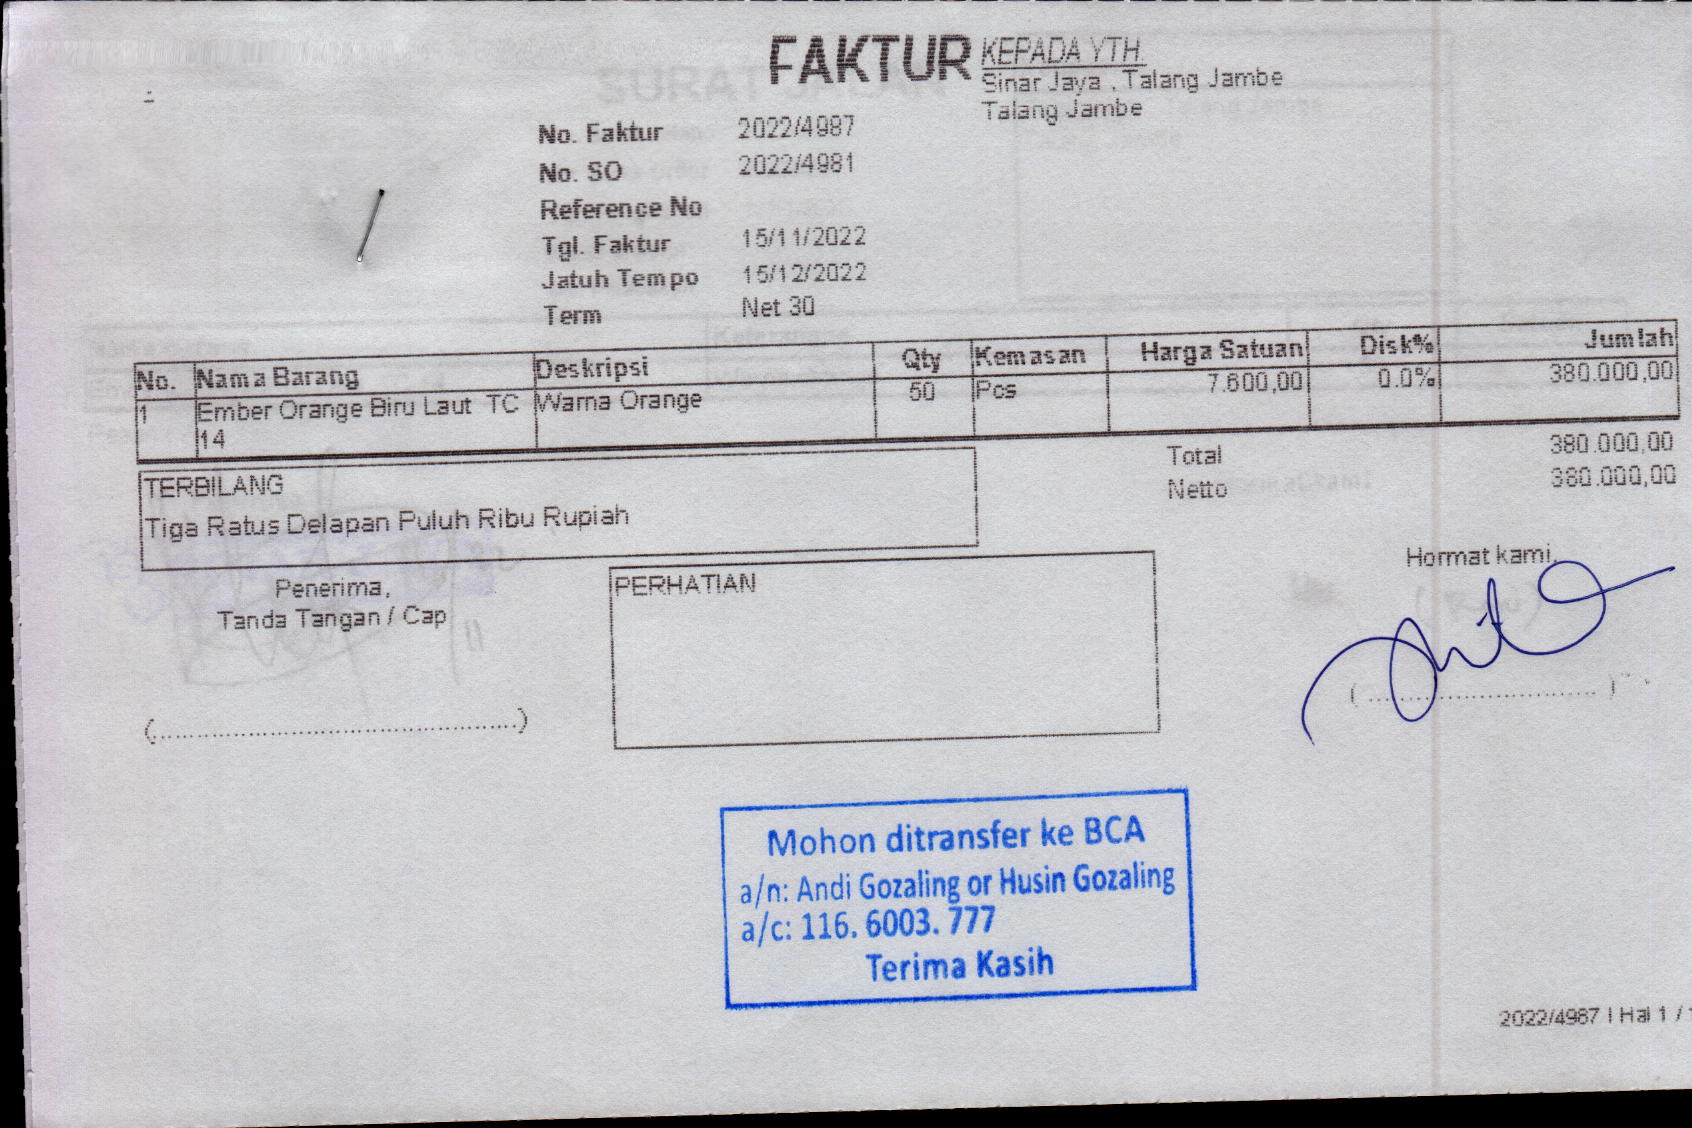 FAKTUR
KEPADA YTH.
Sinar Jaya , Talang Jambe
Talang Jambe
No. Faktur 2022/4987
No. SO 2022/4981
Reference No
Tgl. Faktur 15/11/2022
Jatuh Tempo 15/12/2022
Term Net 30
No. Nama Barang Deskripsi Qty Kemasan Harga Satuan Disk% Jumlah
1 Ember Orange Biru Laut TC Warna Orange 50 Pcs 7.600,00 0.0% 380.000,00
14
Total 380.000,00
Netto 380.000,00
TERBILANG
Tiga Ratus Delapan Puluh Ribu Rupiah
Penerima,
Tanda Tangan / Cap
PERHATIAN
Hormat kami,
Mohon ditransfer ke BCA
a/n: Andi Gozaling or Husin Gozaling
a/c: 116. 6003. 777
Terima Kasih
2022/4987 | Hal 1 /